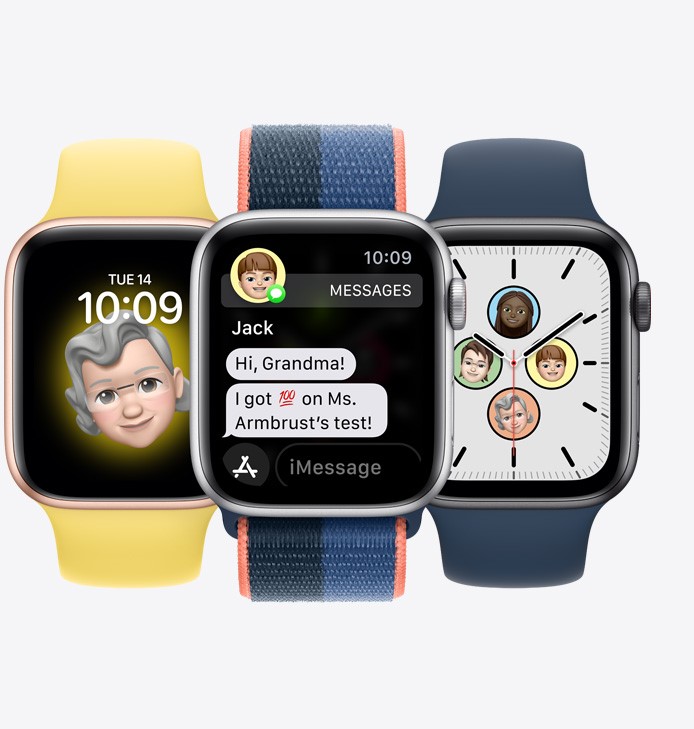 TUE 14
10:09
10:09
MESSAGES
Jack
Hi, Grandma!
I got 💯 on Ms.
Armbrust's test!
iMessage